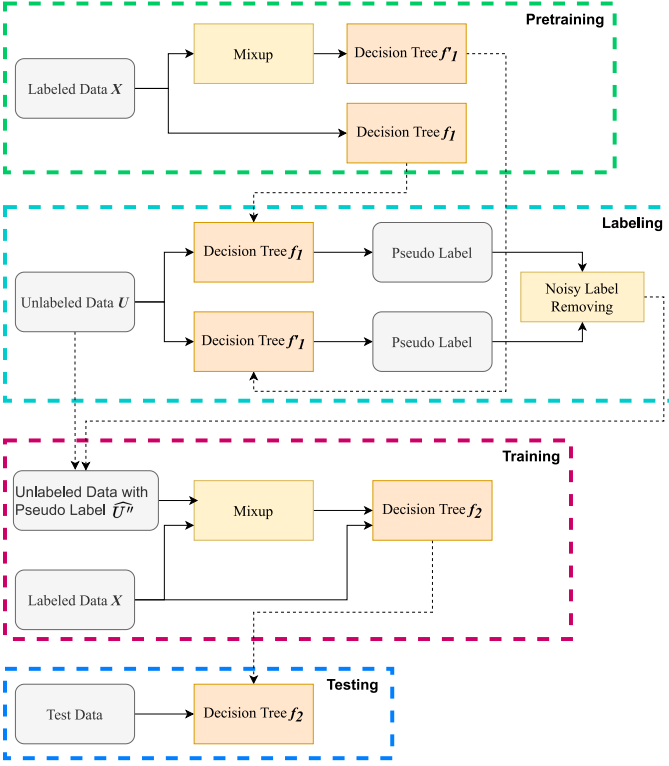 Pretraining
Mixup
Decision Tree f'1
Labeled Data X
Decision Tree f1
Labeling
Decision Tree f1
Pseudo Label
Unlabeled Data U
Noisy Label
Removing
Decision Tree f'1
Pseudo Label
Training
Unlabeled Data with
Pseudo Label Û"
Mixup
Decision Tree f2
Labeled Data X
Testing
Test Data
Decision Tree f2